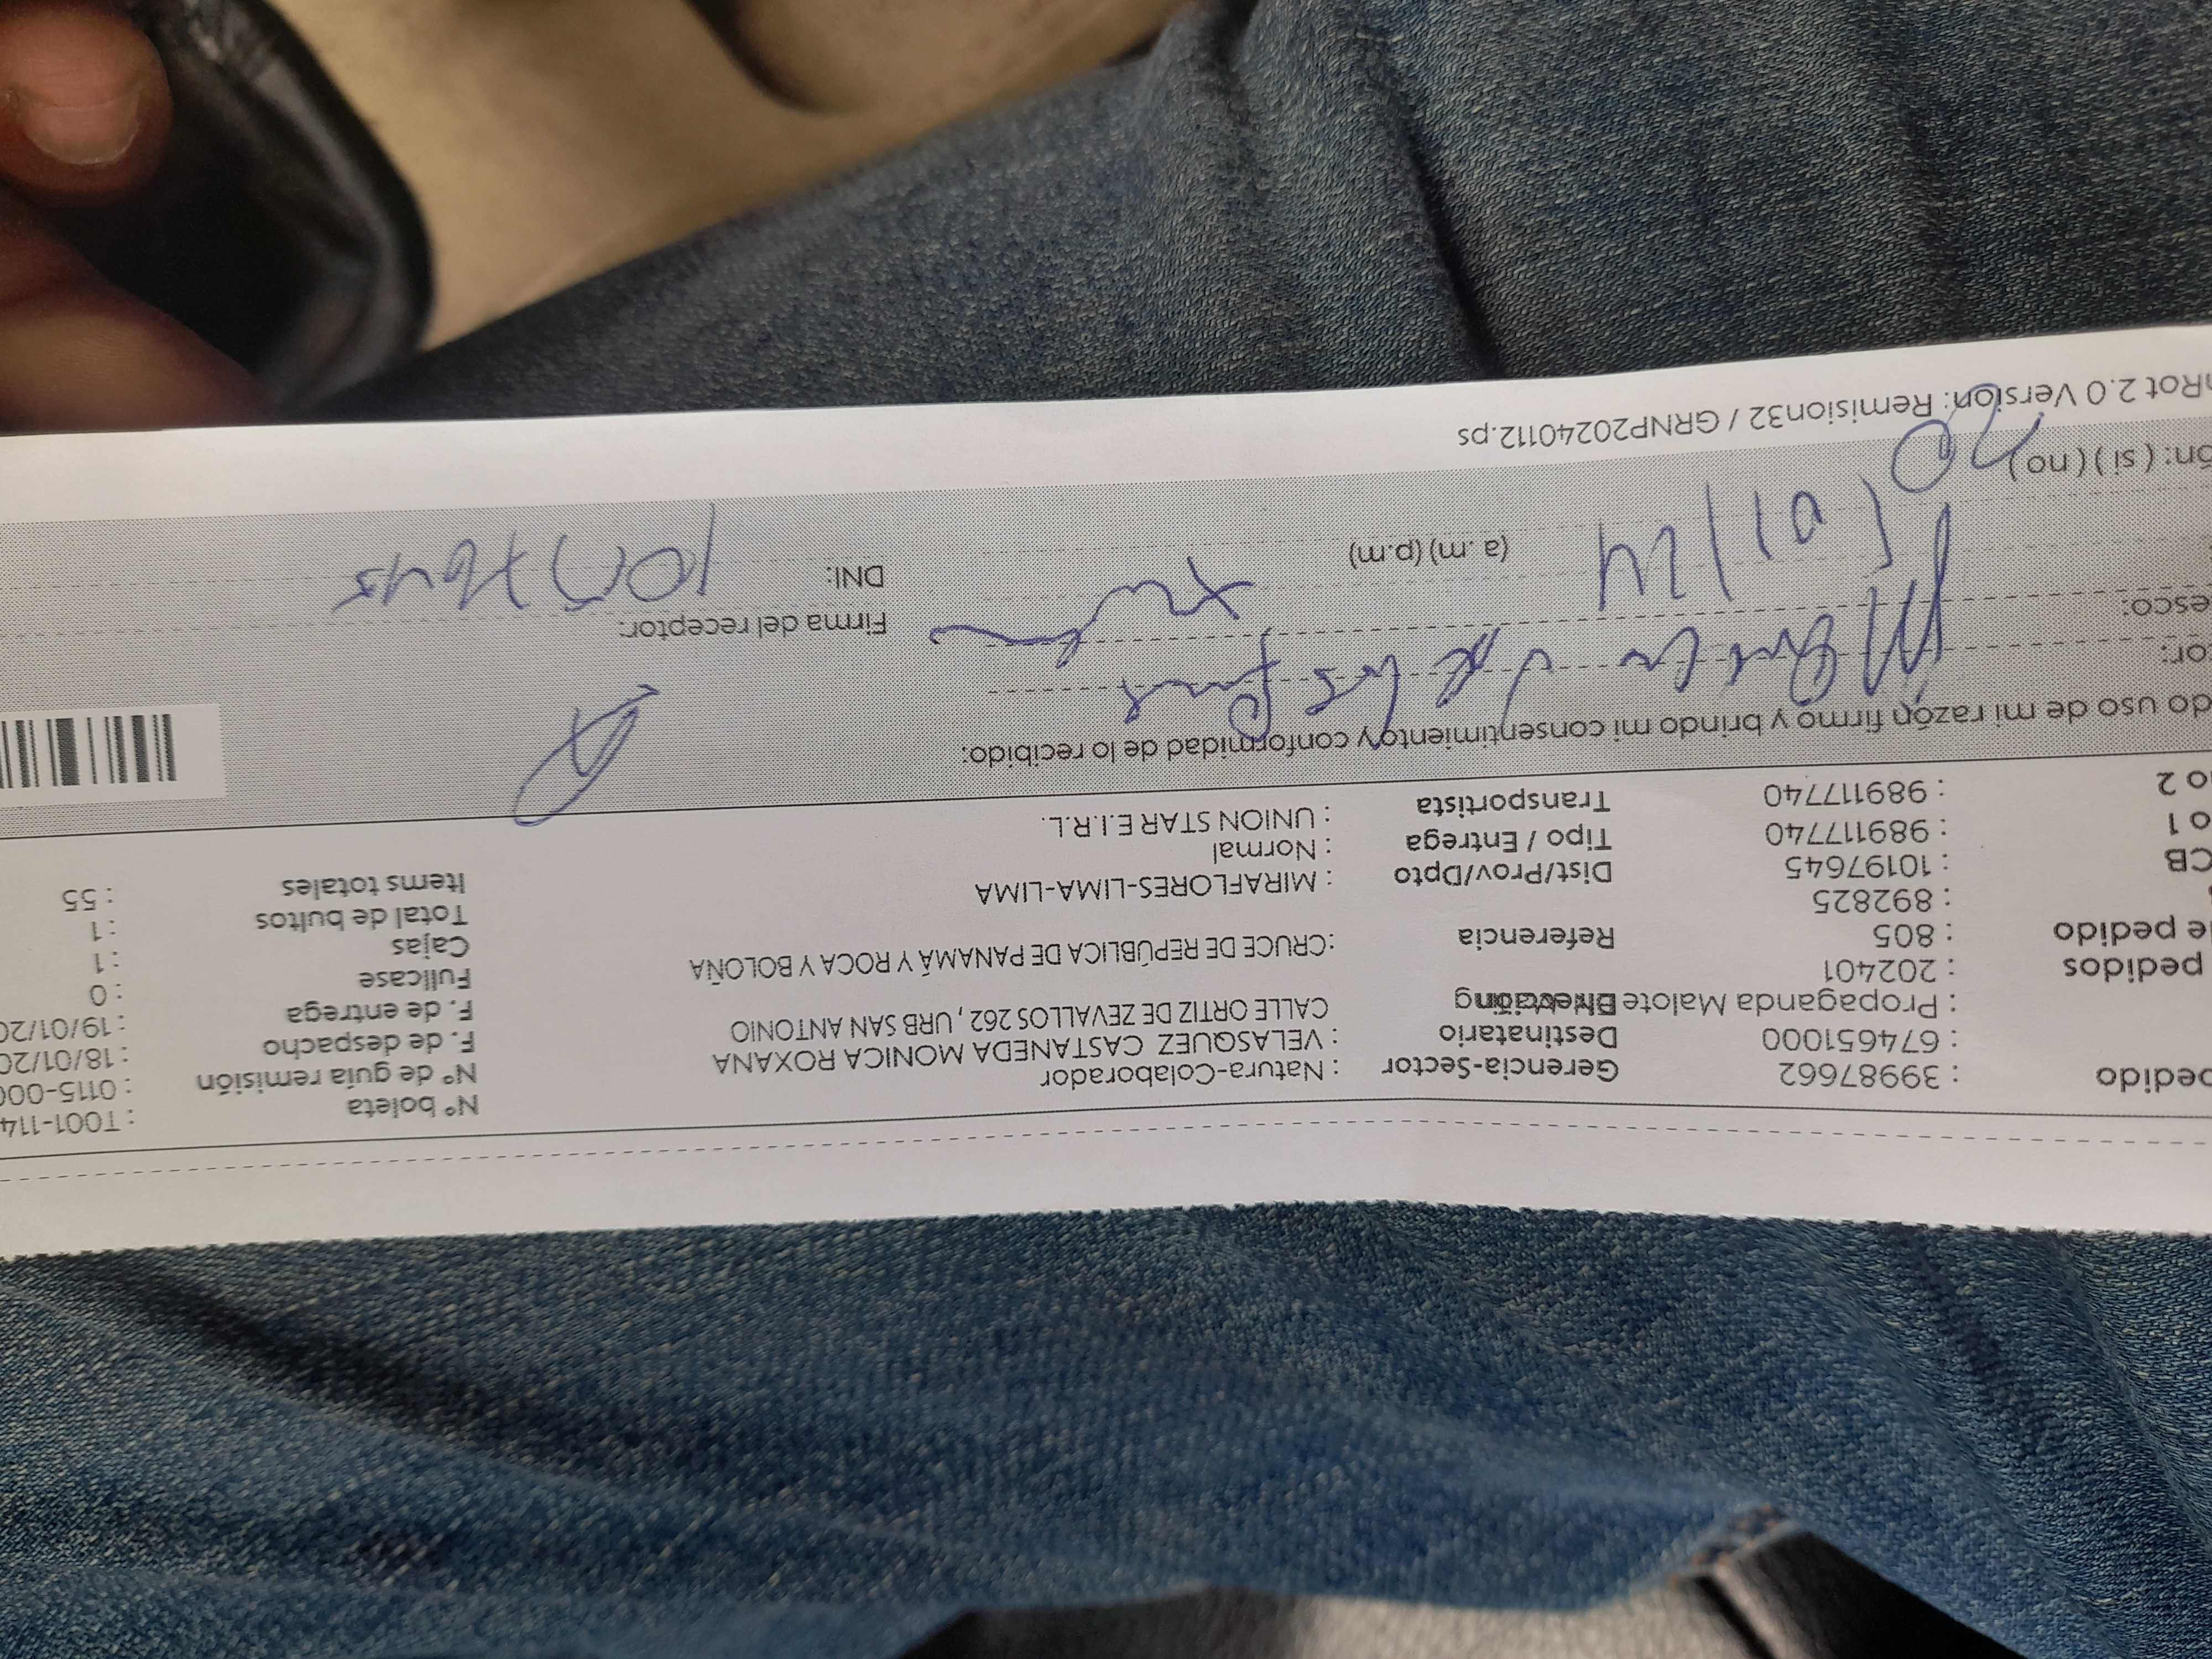 Nº boleta : T001-114
pedido : 39987662 Gerencia-Sector : Natura-Colaborador Nº de guía remisión : 0115-000
: 674651000 Destinatario : VELASQUEZ CASTANEDA MONICA ROXANA F. de despacho : 18/01/20
: Propaganda Malote CALLE ORTIZ DE ZEVALLOS 262, URB SAN ANTONIO F. de entrega : 19/01/20
pedidos : 202401 Fullcase : 0
de pedido : 805 Referencia :CRUCE DE REPÚBLICA DE PANAMÁ Y ROCA Y BOLOÑA Cajas : 1
: 892825 Total de bultos : 1
CB : 10197645 Dist/Prov/Dpto : MIRAFLORES-LIMA-LIMA Items totales : 55
o 1 : 989117740 Tipo / Entrega : Normal
o 2 : 989117740 Transportista : UNION STAR E.I.R.L.
do uso de mi razón firmo y brindo mi consentimiento y conformidad de lo recibido:
tor:
esco: Firma del receptor:
(a.m) (p.m) DNI:
ón: (si) (no)
Rot 2.0 Version: Remision32 / GRNP20240112.ps